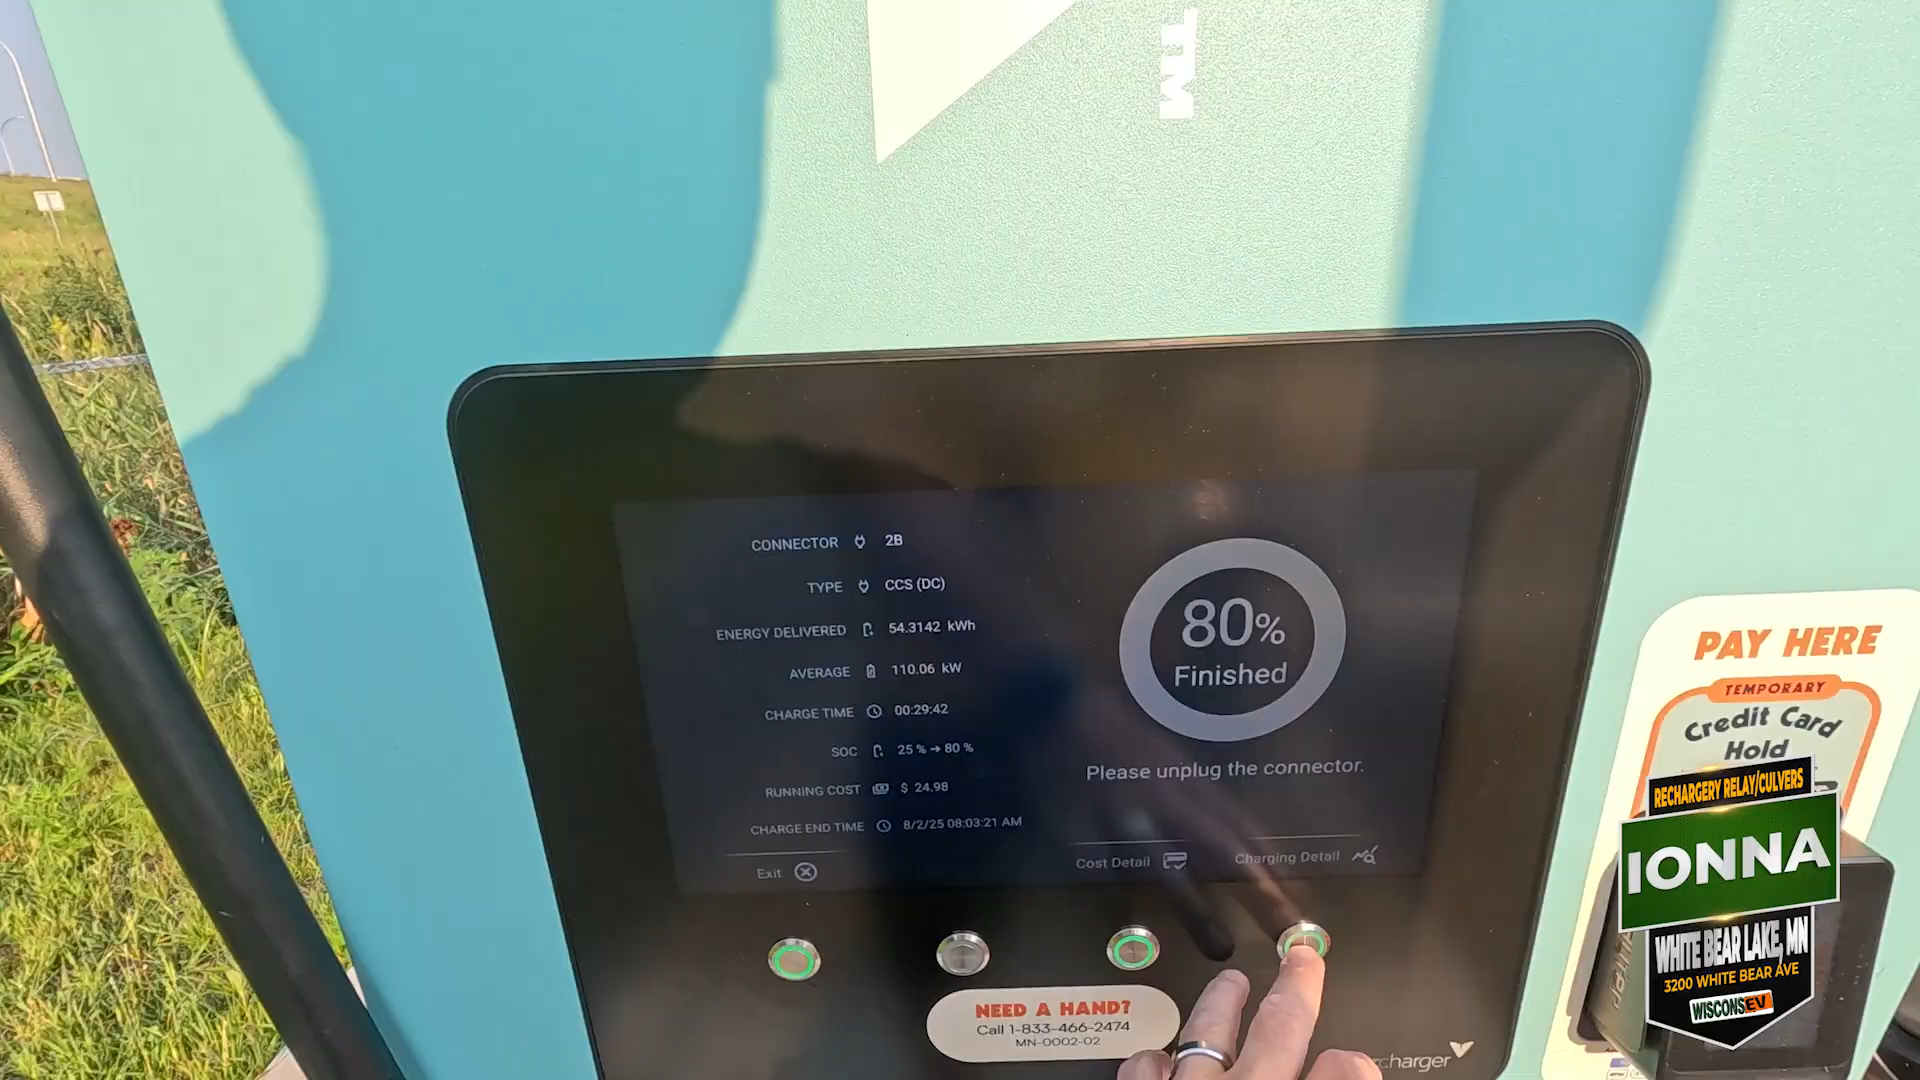 TM
CONNECTOR 2B
TYPE CCS (DC)
ENERGY DELIVERED 54.3142 kWh
AVERAGE 110.06 kW
CHARGE TIME 00:29:42
SOC 25 % → 80 %
RUNNING COST $ 24.98
CHARGE END TIME 8/2/25 08:03:21 AM
Exit
80%
Finished
Please unplug the connector.
Cost Detail
Charging Detail
NEED A HAND?
Call 1-833-466-2474
MN-0002-02
PAY HERE
TEMPORARY
Credit Card
Hold
RECHARGERY RELAY/CULVERS
IONNA
WHITE BEAR LAKE, MN
3200 WHITE BEAR AVE
WISCONSEV